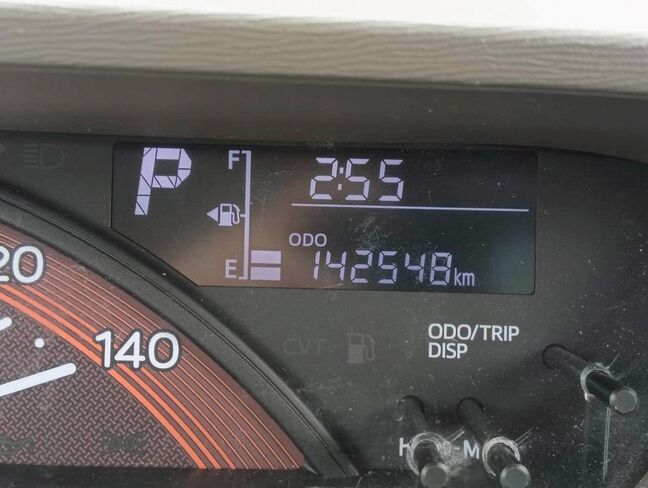 P
F
2:55
E
ODO
142548km
20
140
CVT
ODO/TRIP
DISP
H
M